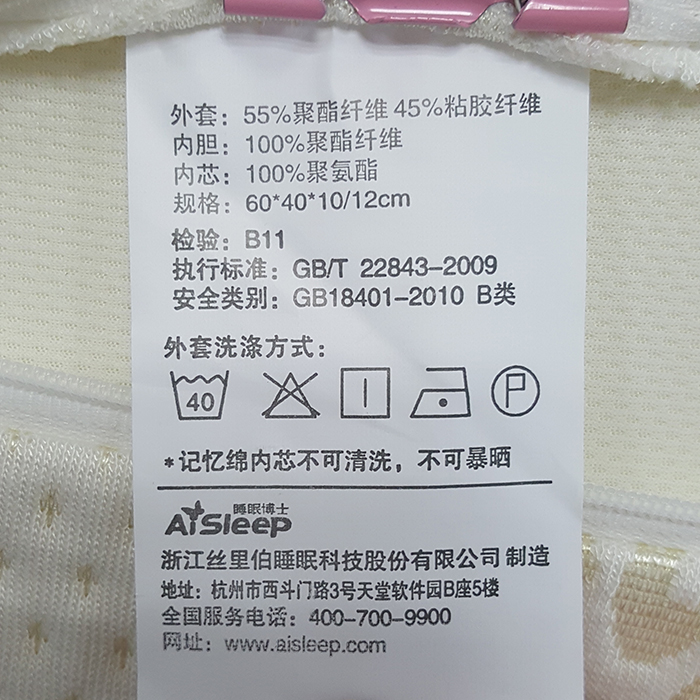 外套：55%聚酯纤维 45%粘胶纤维
内胆：100%聚酯纤维
内芯：100%聚氨酯
规格：60*40*10/12cm
检验：B11
执行标准：GB/T 22843-2009
安全类别：GB18401-2010 B类
外套洗涤方式：
40 P
*记忆绵内芯不可清洗，不可暴晒
睡眠博士
AiSleep
浙江丝里伯睡眠科技股份有限公司制造
地址：杭州市西斗门路3号天堂软件园B座5楼
全国服务电话：400-700-9900
网址：www.aisleep.com